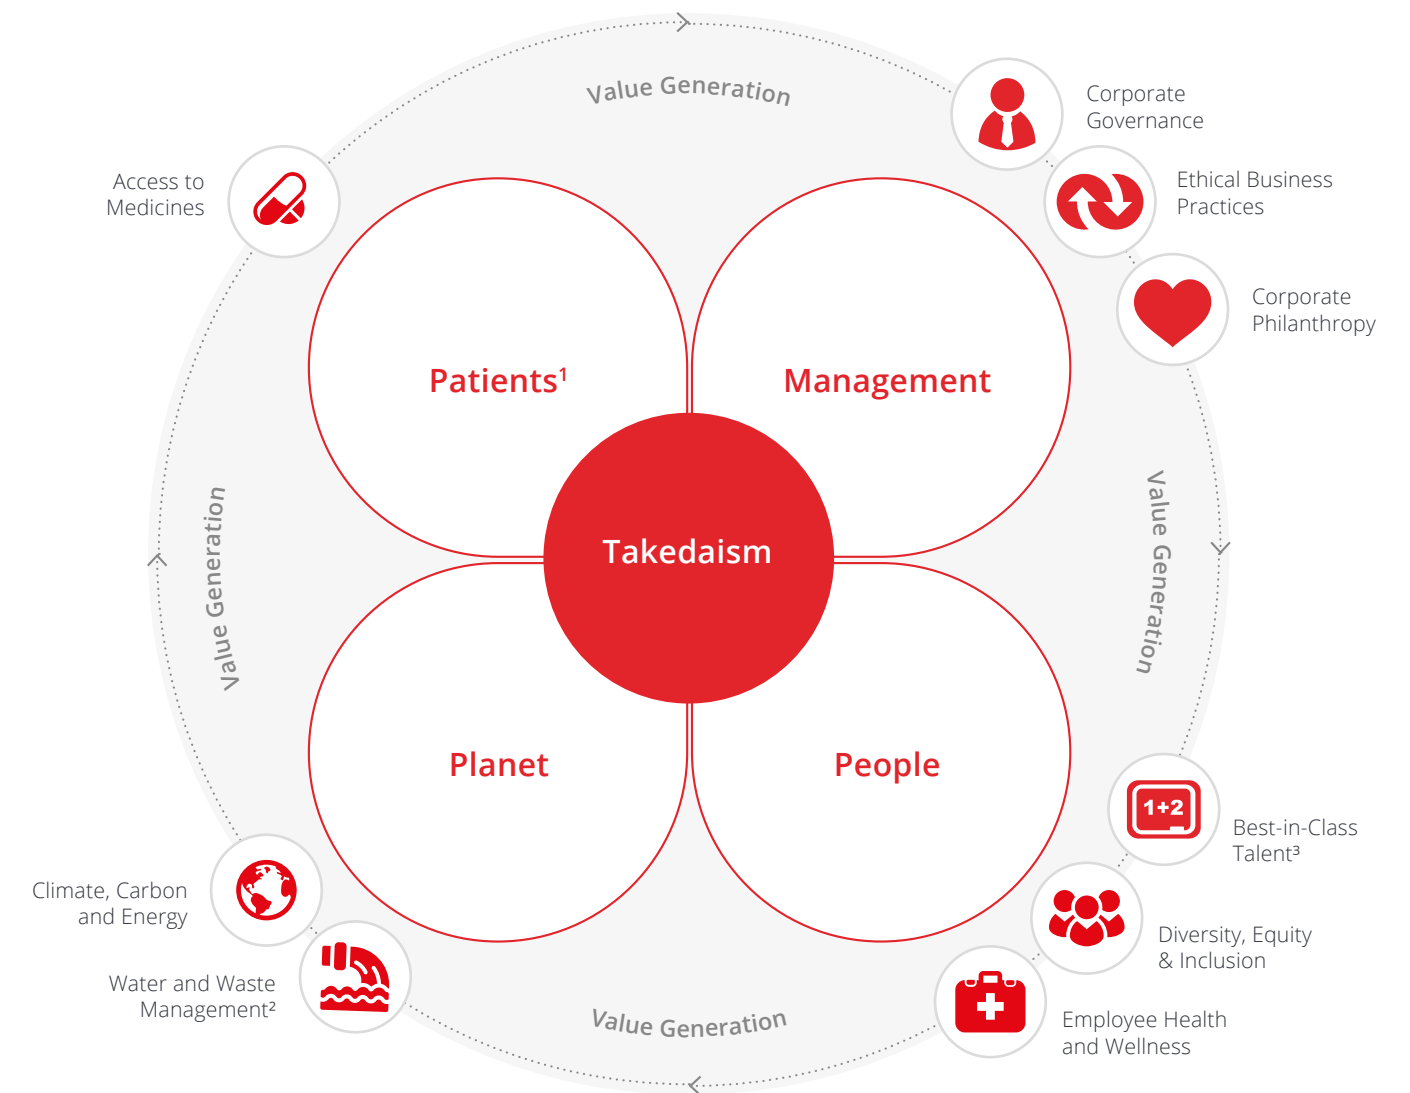 Value Generation
Corporate
Governance
Access to
Medicines
Ethical Business
Practices
Corporate
Philanthropy
Patients¹
Management
Value Generation
Takedaism
Value Generation
Planet
People
1+2
Best-in-Class
Talent³
Climate, Carbon
and Energy
Diversity, Equity
& Inclusion
Water and Waste
Management²
Value Generation
Employee Health
and Wellness